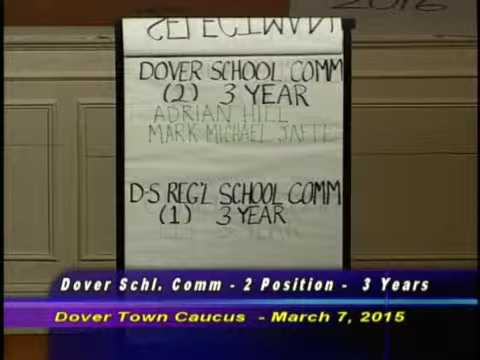 2016
SELECTMAN
DOVER SCHOOL COMM
(2) 3 YEAR
ADRIAN HILL
MARK MICHAEL JAFFE
D-S REG'L SCHOOL COMM
(1) 3 YEAR
Dover Schl. Comm - 2 Position - 3 Years
Dover Town Caucus - March 7, 2015